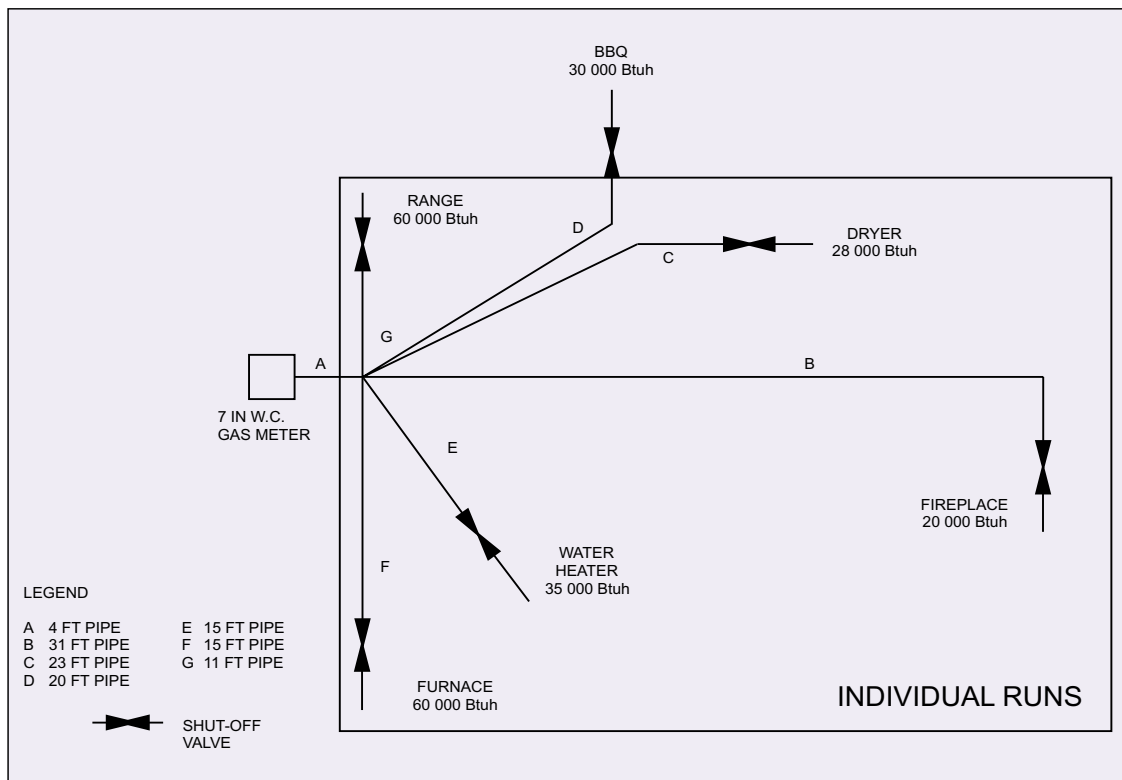 BBQ
30 000 Btuh
RANGE
60 000 Btuh
D
DRYER
28 000 Btuh
C
G
A
B
7 IN W.C.
GAS METER
E
FIREPLACE
20 000 Btuh
WATER
HEATER
35 000 Btuh
F
LEGEND
A 4 FT PIPE
B 31 FT PIPE
C 23 FT PIPE
D 20 FT PIPE
E 15 FT PIPE
F 15 FT PIPE
G 11 FT PIPE
SHUT-OFF
VALVE
FURNACE
60 000 Btuh
INDIVIDUAL RUNS